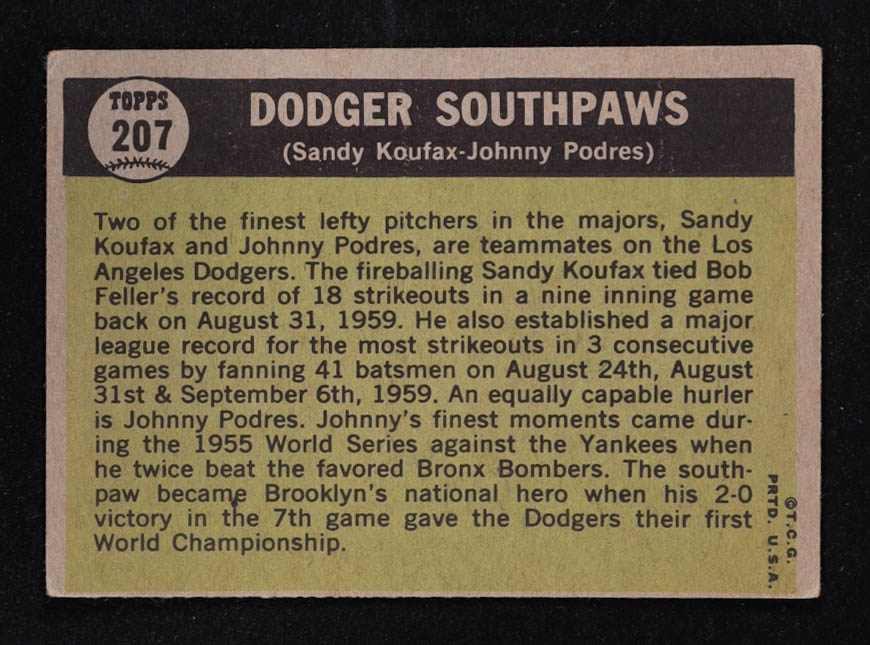 TOPPS
207
DODGER SOUTHPAWS
(Sandy Koufax-Johnny Podres)
Two of the finest lefty pitchers in the majors, Sandy
Koufax and Johnny Podres, are teammates on the Los
Angeles Dodgers. The fireballing Sandy Koufax tied Bob
Feller's record of 18 strikeouts in a nine inning game
back on August 31, 1959. He also established a major
league record for the most strikeouts in 3 consecutive
games by fanning 41 batsmen on August 24th, August
31st & September 6th, 1959. An equally capable hurler
is Johnny Podres. Johnny's finest moments came dur-
ing the 1955 World Series against the Yankees when
he twice beat the favored Bronx Bombers. The south-
paw became Brooklyn's national hero when his 2-0
victory in the 7th game gave the Dodgers their first
World Championship.
©T.C.G.
PRTD. U.S.A.